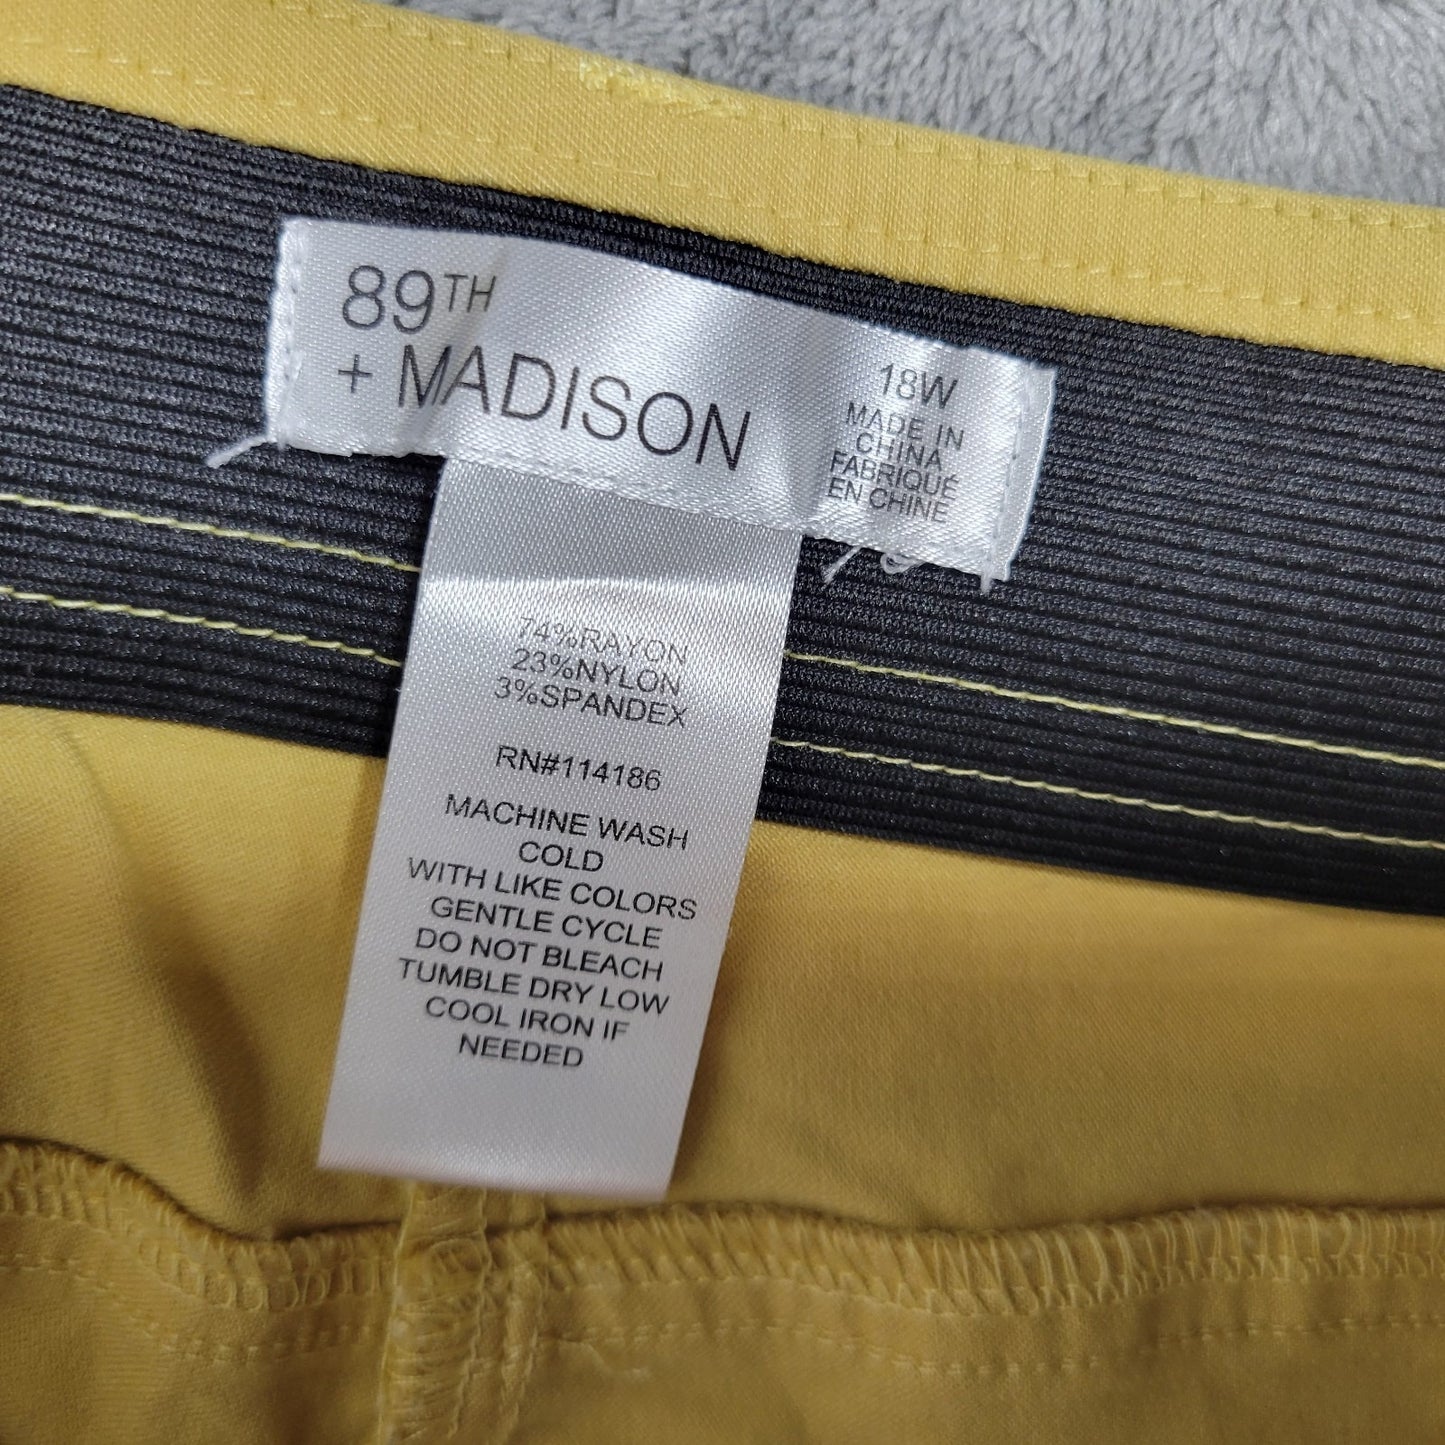 89TH
+ MADISON
18W
MADE IN
CHINA
FABRIQUÉ
EN CHINE
74%RAYON
23%NYLON
3%SPANDEX
RN#114186
MACHINE WASH
COLD
WITH LIKE COLORS
GENTLE CYCLE
DO NOT BLEACH
TUMBLE DRY LOW
COOL IRON IF
NEEDED